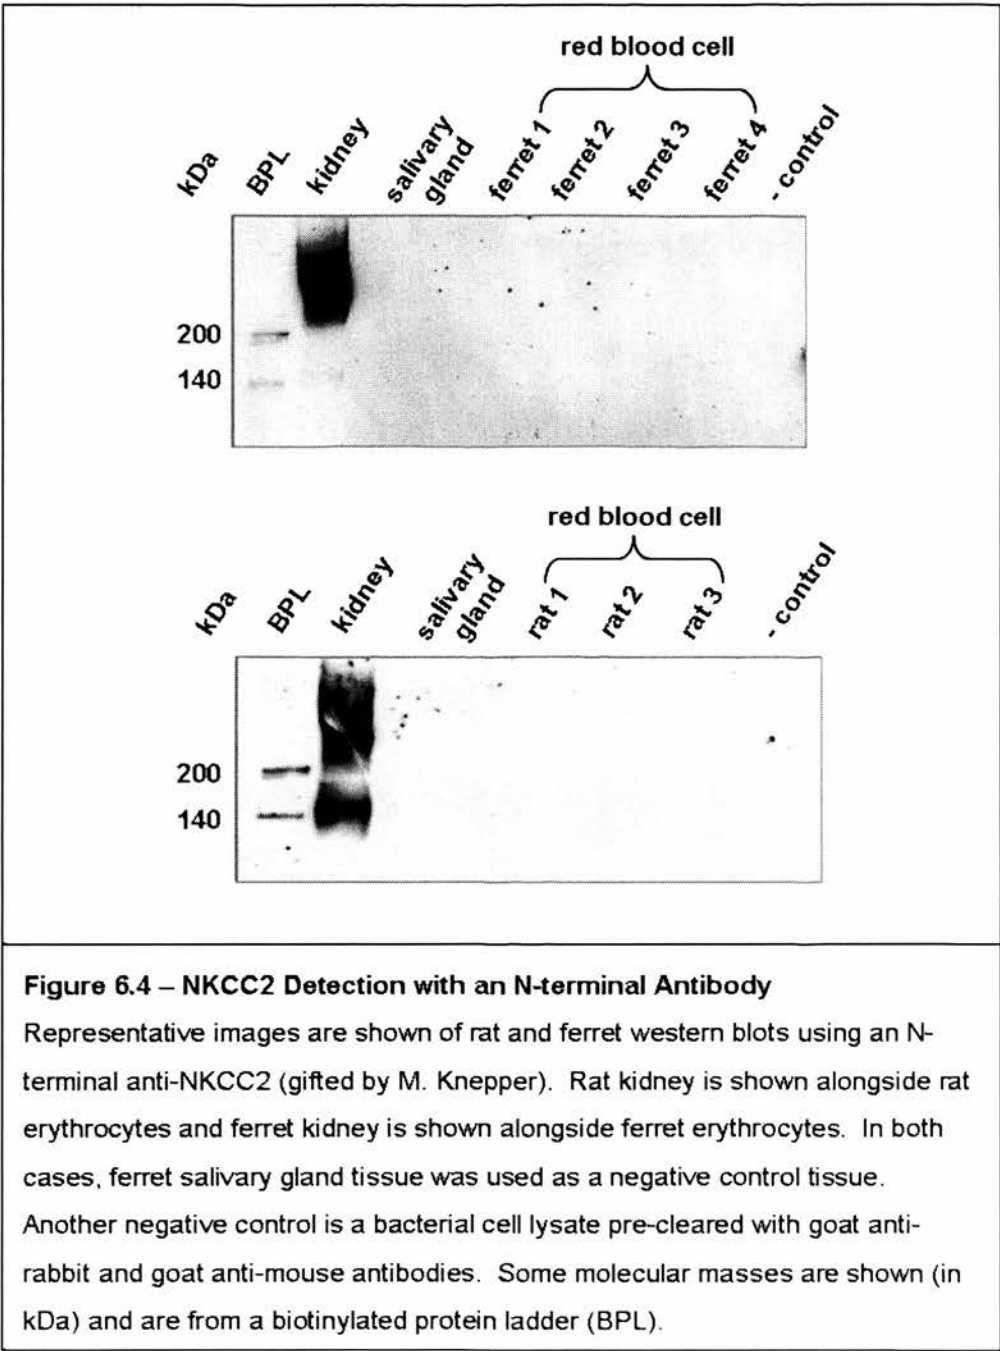 red blood cell
kDa BPL kidney salivary gland ferret 1 ferret 2 ferret 3 ferret 4 - control
200
140
red blood cell
kDa BPL kidney salivary gland rat 1 rat 2 rat 3 - control
200
140
Figure 6.4 – NKCC2 Detection with an N-terminal Antibody
Representative images are shown of rat and ferret western blots using an N-
terminal anti-NKCC2 (gifted by M. Knepper). Rat kidney is shown alongside rat
erythrocytes and ferret kidney is shown alongside ferret erythrocytes. In both
cases, ferret salivary gland tissue was used as a negative control tissue.
Another negative control is a bacterial cell lysate pre-cleared with goat anti-
rabbit and goat anti-mouse antibodies. Some molecular masses are shown (in
kDa) and are from a biotinylated protein ladder (BPL).